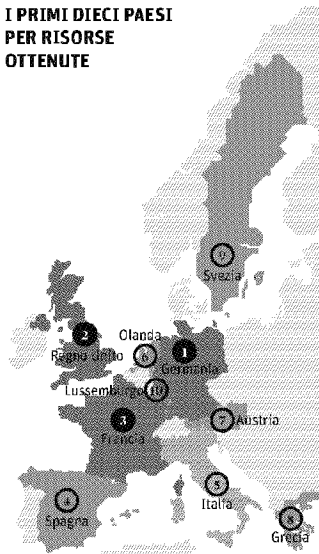 I PRIMI DIECI PAESI
PER RISORSE
OTTENUTE
9
Svezia
2
Regno Unito
Olanda
6
1
Germania
Lussemburgo
10
3
Francia
7
Austria
4
Spagna
5
Italia
8
Grecia